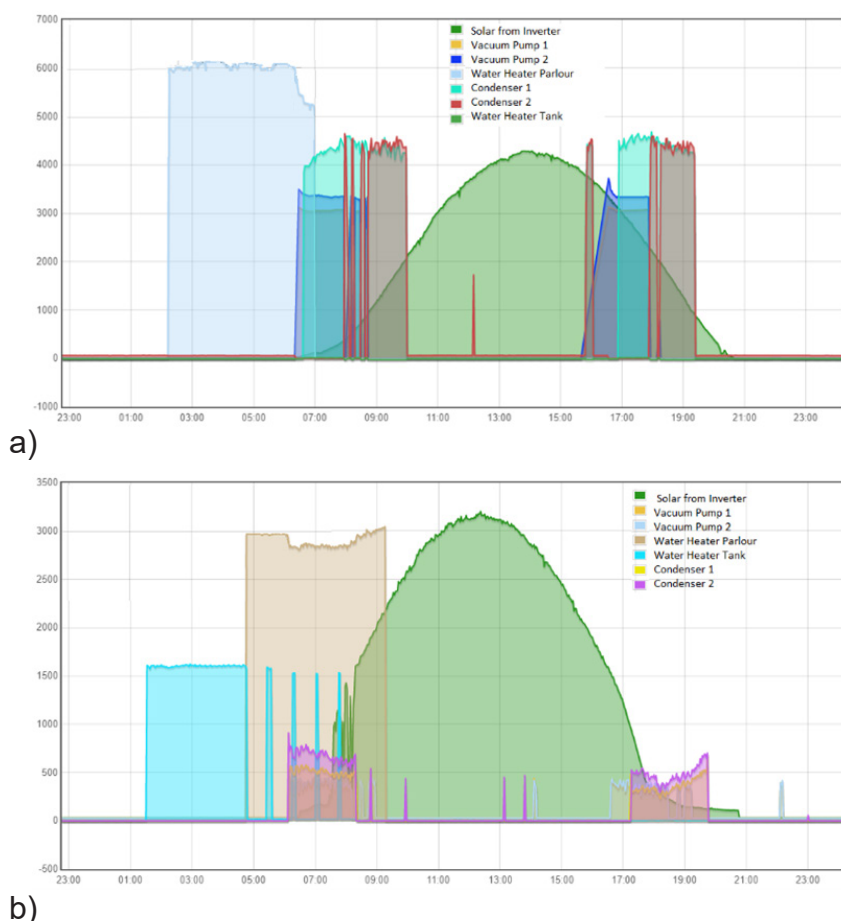 7000
6000
5000
4000
3000
2000
1000
0
-1000
Solar from Inverter
Vacuum Pump 1
Vacuum Pump 2
Water Heater Parlour
Condenser 1
Condenser 2
Water Heater Tank
23:00 01:00 03:00 05:00 07:00 09:00 11:00 13:00 15:00 17:00 19:00 21:00 23:00
a)
3500
3000
2500
2000
1500
1000
500
0
-500
Solar from Inverter
Vacuum Pump 1
Vacuum Pump 2
Water Heater Parlour
Water Heater Tank
Condenser 1
Condenser 2
23:00 01:00 03:00 05:00 07:00 09:00 11:00 13:00 15:00 17:00 19:00 21:00 23:00
b)